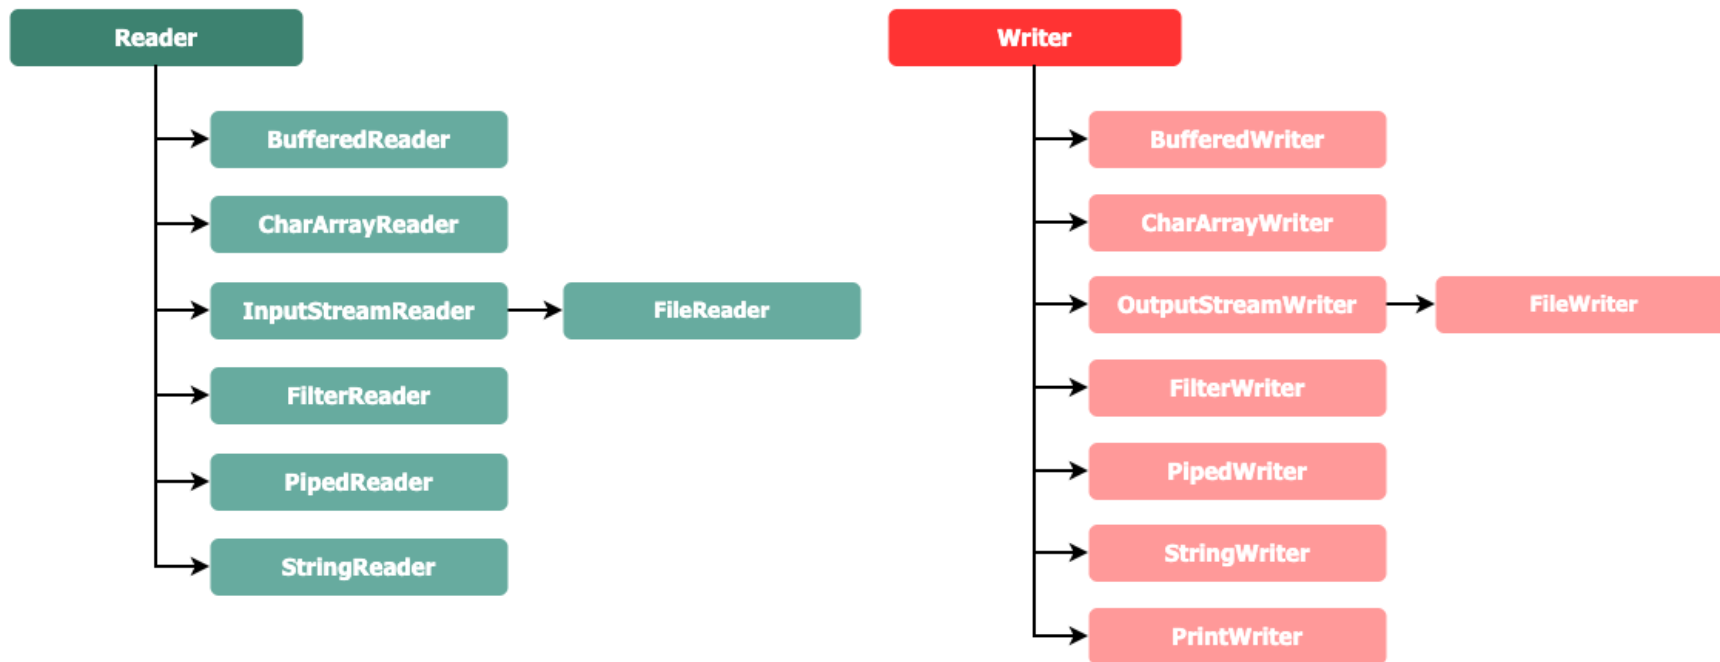 Reader
BufferedReader
CharArrayReader
InputStreamReader
FileReader
FilterReader
PipedReader
StringReader
Writer
BufferedWriter
CharArrayWriter
OutputStreamWriter
FileWriter
FilterWriter
PipedWriter
StringWriter
PrintWriter